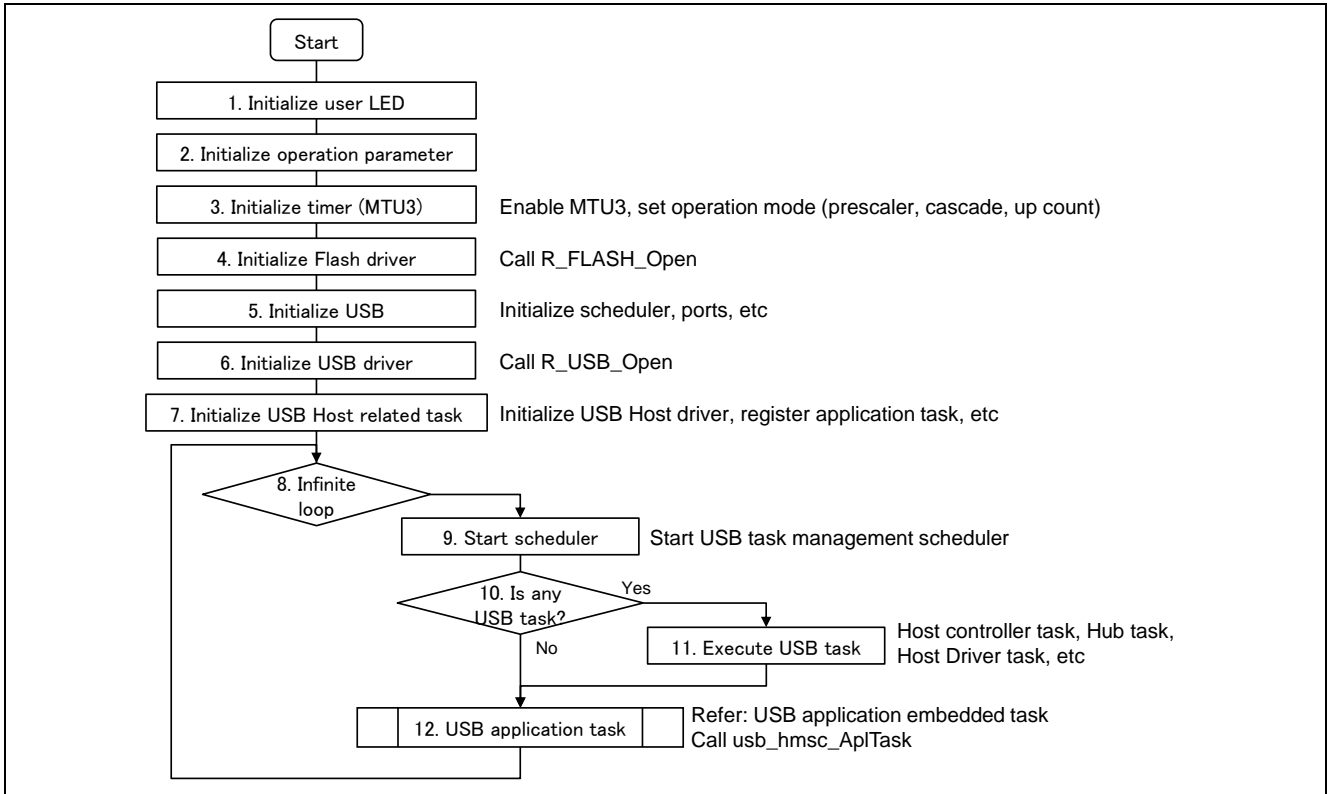 Start
1. Initialize user LED
2. Initialize operation parameter
3. Initialize timer (MTU3)
Enable MTU3, set operation mode (prescaler, cascade, up count)
4. Initialize Flash driver
Call R_FLASH_Open
5. Initialize USB
Initialize scheduler, ports, etc
6. Initialize USB driver
Call R_USB_Open
7. Initialize USB Host related task
Initialize USB Host driver, register application task, etc
8. Infinite
loop
9. Start scheduler
Start USB task management scheduler
10. Is any
USB task?
Yes
No
11. Execute USB task
Host controller task, Hub task,
Host Driver task, etc
12. USB application task
Refer: USB application embedded task
Call usb_hmsc_AplTask